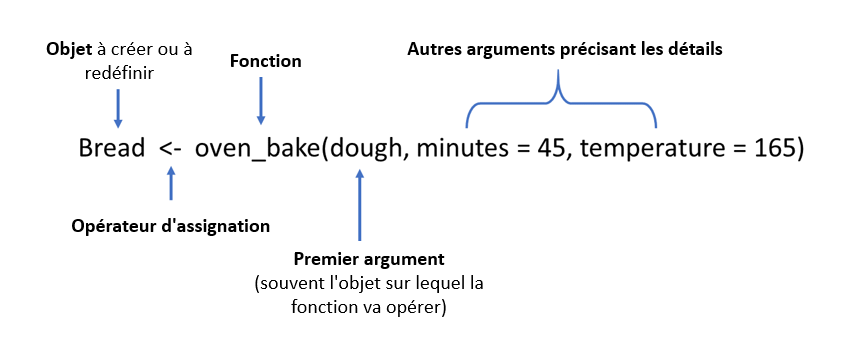 Objet à créer ou à
redéfinir
Fonction
Autres arguments précisant les détails
Bread <- oven_bake(dough, minutes = 45, temperature = 165)
Opérateur d'assignation
Premier argument
(souvent l'objet sur lequel la
fonction va opérer)